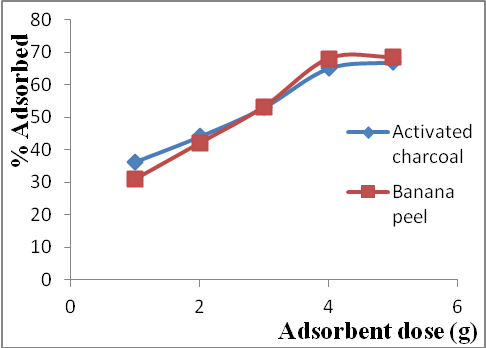 % Adsorbed
80
70
60
50
40
30
20
10
0
0
2
4
6
Adsorbent dose (g)
Activated
charcoal
Banana
peel